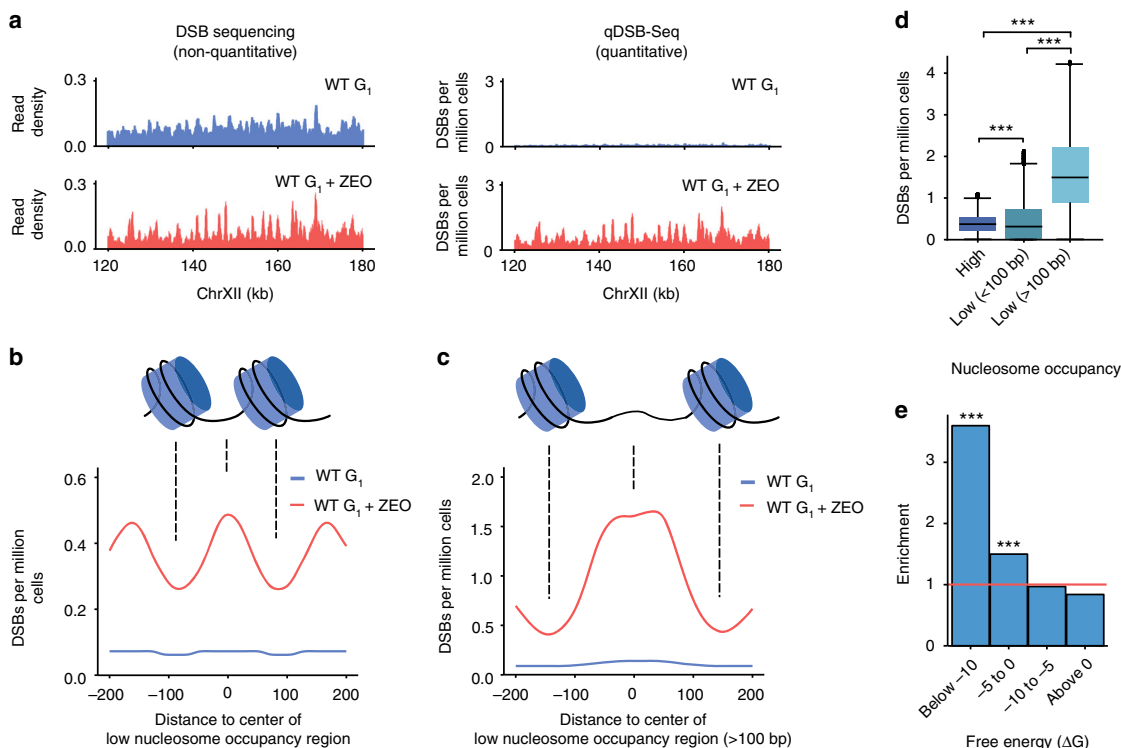 a
DSB sequencing
(non-quantitative)
Read
density
0.3
0.0
WT G1
Read
density
0.3
0.0
WT G1 + ZEO
120 140 160 180
ChrXII (kb)
qDSB-Seq
(quantitative)
DSBs per
million cells
3
0
WT G1
DSBs per
million cells
3
0
WT G1 + ZEO
120 140 160 180
ChrXII (kb)
b
DSBs per million
cells
0.6
0.4
0.2
0.0
WT G1
WT G1 + ZEO
–200 –100 0 100 200
Distance to center of
low nucleosome occupancy region
c
DSBs per million cells
2.0
1.5
1.0
0.5
0.0
WT G1
WT G1 + ZEO
–200 –100 0 100 200
Distance to center of
low nucleosome occupancy region (>100 bp)
d
DSBs per million cells
4
3
2
1
0
***
***
***
High
Low (<100 bp)
Low (>100 bp)
Nucleosome occupancy
e
Enrichment
3
2
1
0
***
***
Below –10
–5 to 0
–10 to –5
Above 0
Free energy (ΔG)